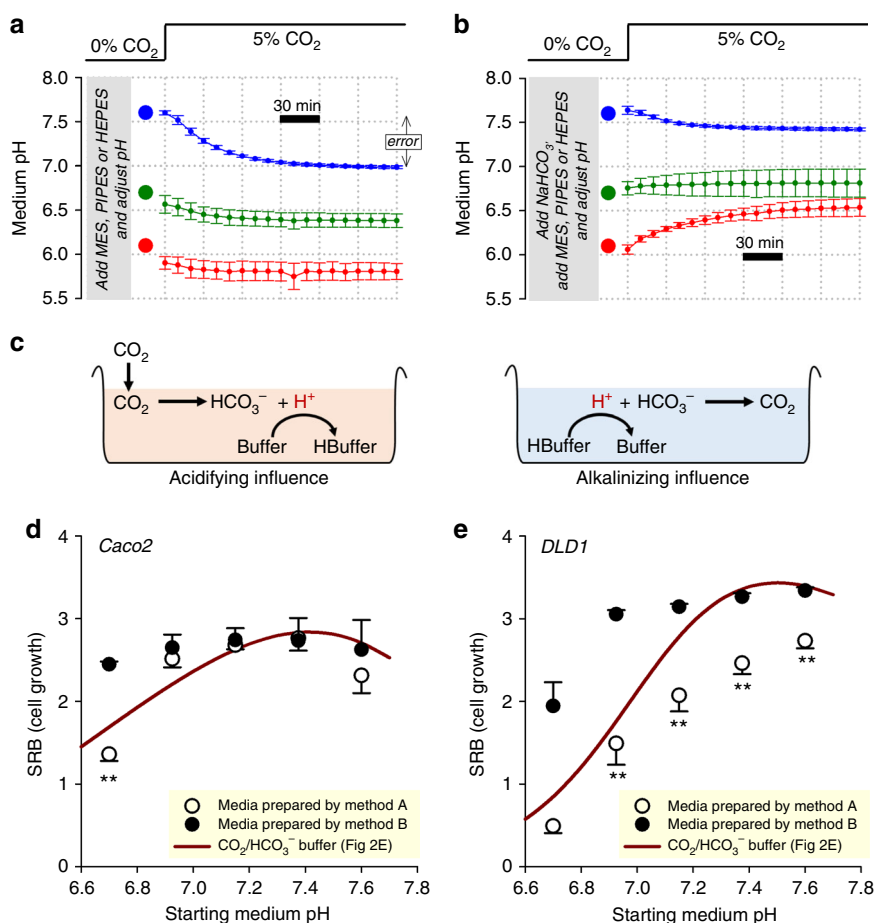 a
0% CO2
5% CO2
8.0
7.5
7.0
6.5
6.0
5.5
Medium pH
Add MES, PIPES or HEPES
and adjust pH
30 min
error
b
0% CO2
5% CO2
8.0
7.5
7.0
6.5
6.0
5.5
Medium pH
Add NaHCO3,
add MES, PIPES or HEPES
and adjust pH
30 min
c
CO2
CO2
HCO3− + H+
Buffer HBuffer
Acidifying influence
H+ + HCO3− CO2
HBuffer Buffer
Alkalinizing influence
d
Caco2
4
3
2
1
0
SRB (cell growth)
**
Media prepared by method A
Media prepared by method B
CO2/HCO3− buffer (Fig 2E)
6.6 6.8 7.0 7.2 7.4 7.6 7.8
Starting medium pH
e
DLD1
4
3
2
1
0
SRB (cell growth)
**
**
**
**
Media prepared by method A
Media prepared by method B
CO2/HCO3− buffer (Fig 2E)
6.6 6.8 7.0 7.2 7.4 7.6 7.8
Starting medium pH